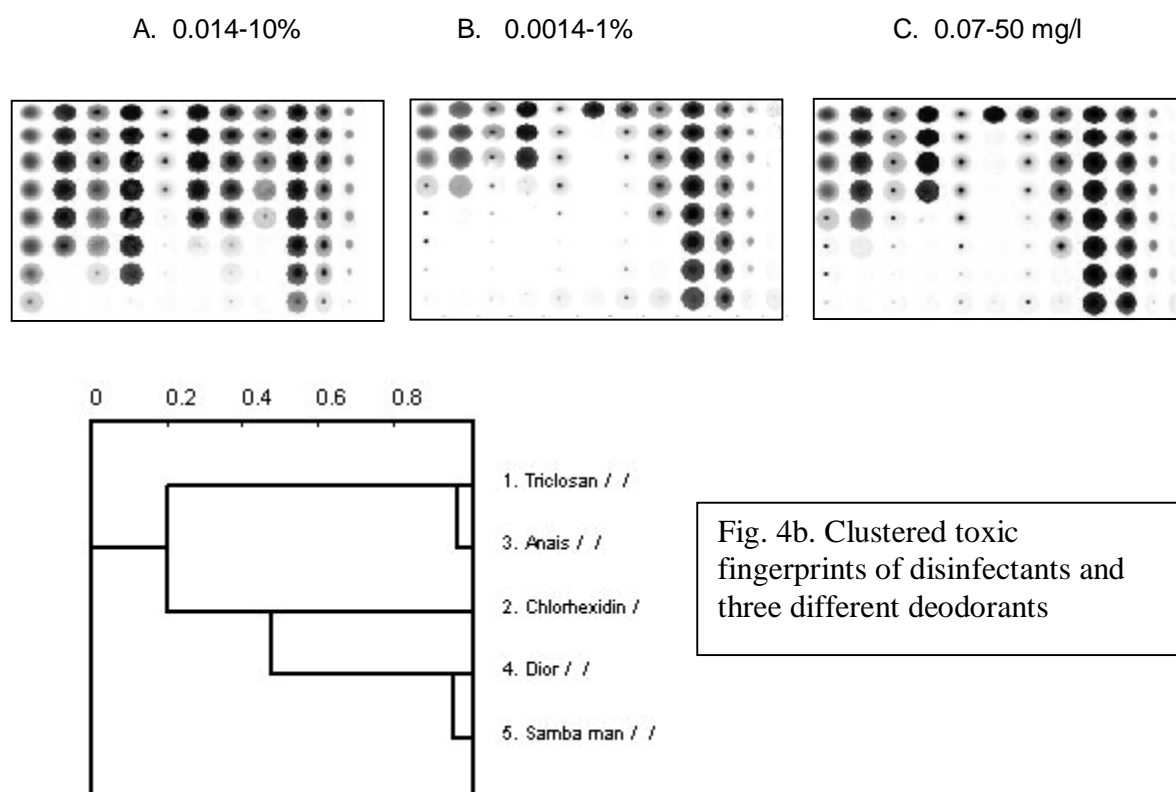 A. 0.014-10%
B. 0.0014-1%
C. 0.07-50 mg/l
0 0.2 0.4 0.6 0.8
1. Triclosan / /
3. Anais / /
2. Chlorhexidin /
4. Dior / /
5. Samba man / /
Fig. 4b. Clustered toxic
fingerprints of disinfectants and
three different deodorants